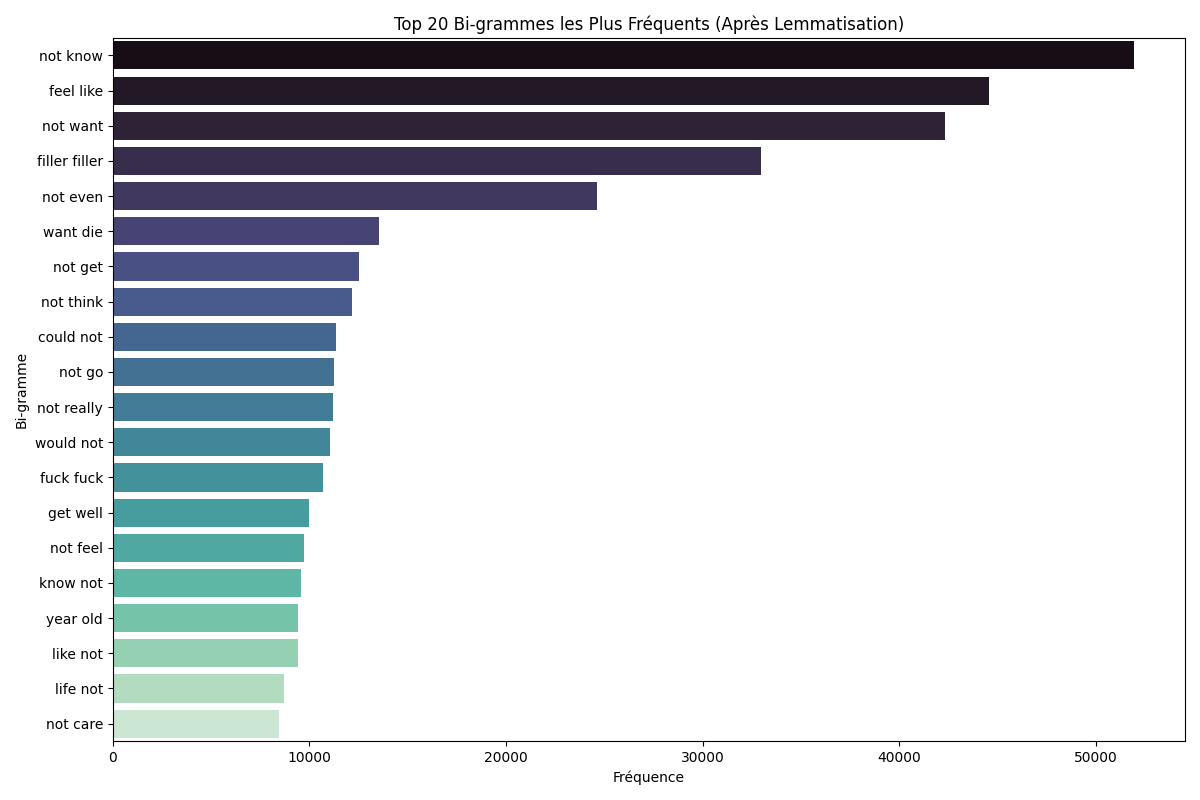 Top 20 Bi-grammes les Plus Fréquents (Après Lemmatisation)
Bi-gramme
not know
feel like
not want
filler filler
not even
want die
not get
not think
could not
not go
not really
would not
fuck fuck
get well
not feel
know not
year old
like not
life not
not care
0 10000 20000 30000 40000 50000
Fréquence